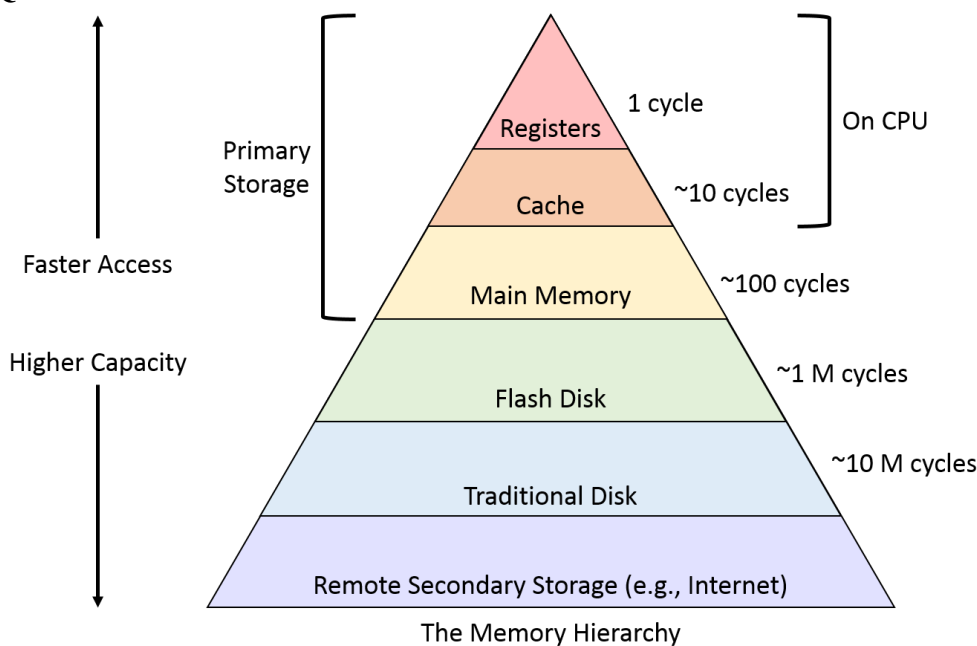 1 cycle
On CPU
Registers
Primary
Storage
~10 cycles
Cache
Faster Access
Main Memory
~100 cycles
Higher Capacity
~1 M cycles
Flash Disk
~10 M cycles
Traditional Disk
Remote Secondary Storage (e.g., Internet)
The Memory Hierarchy